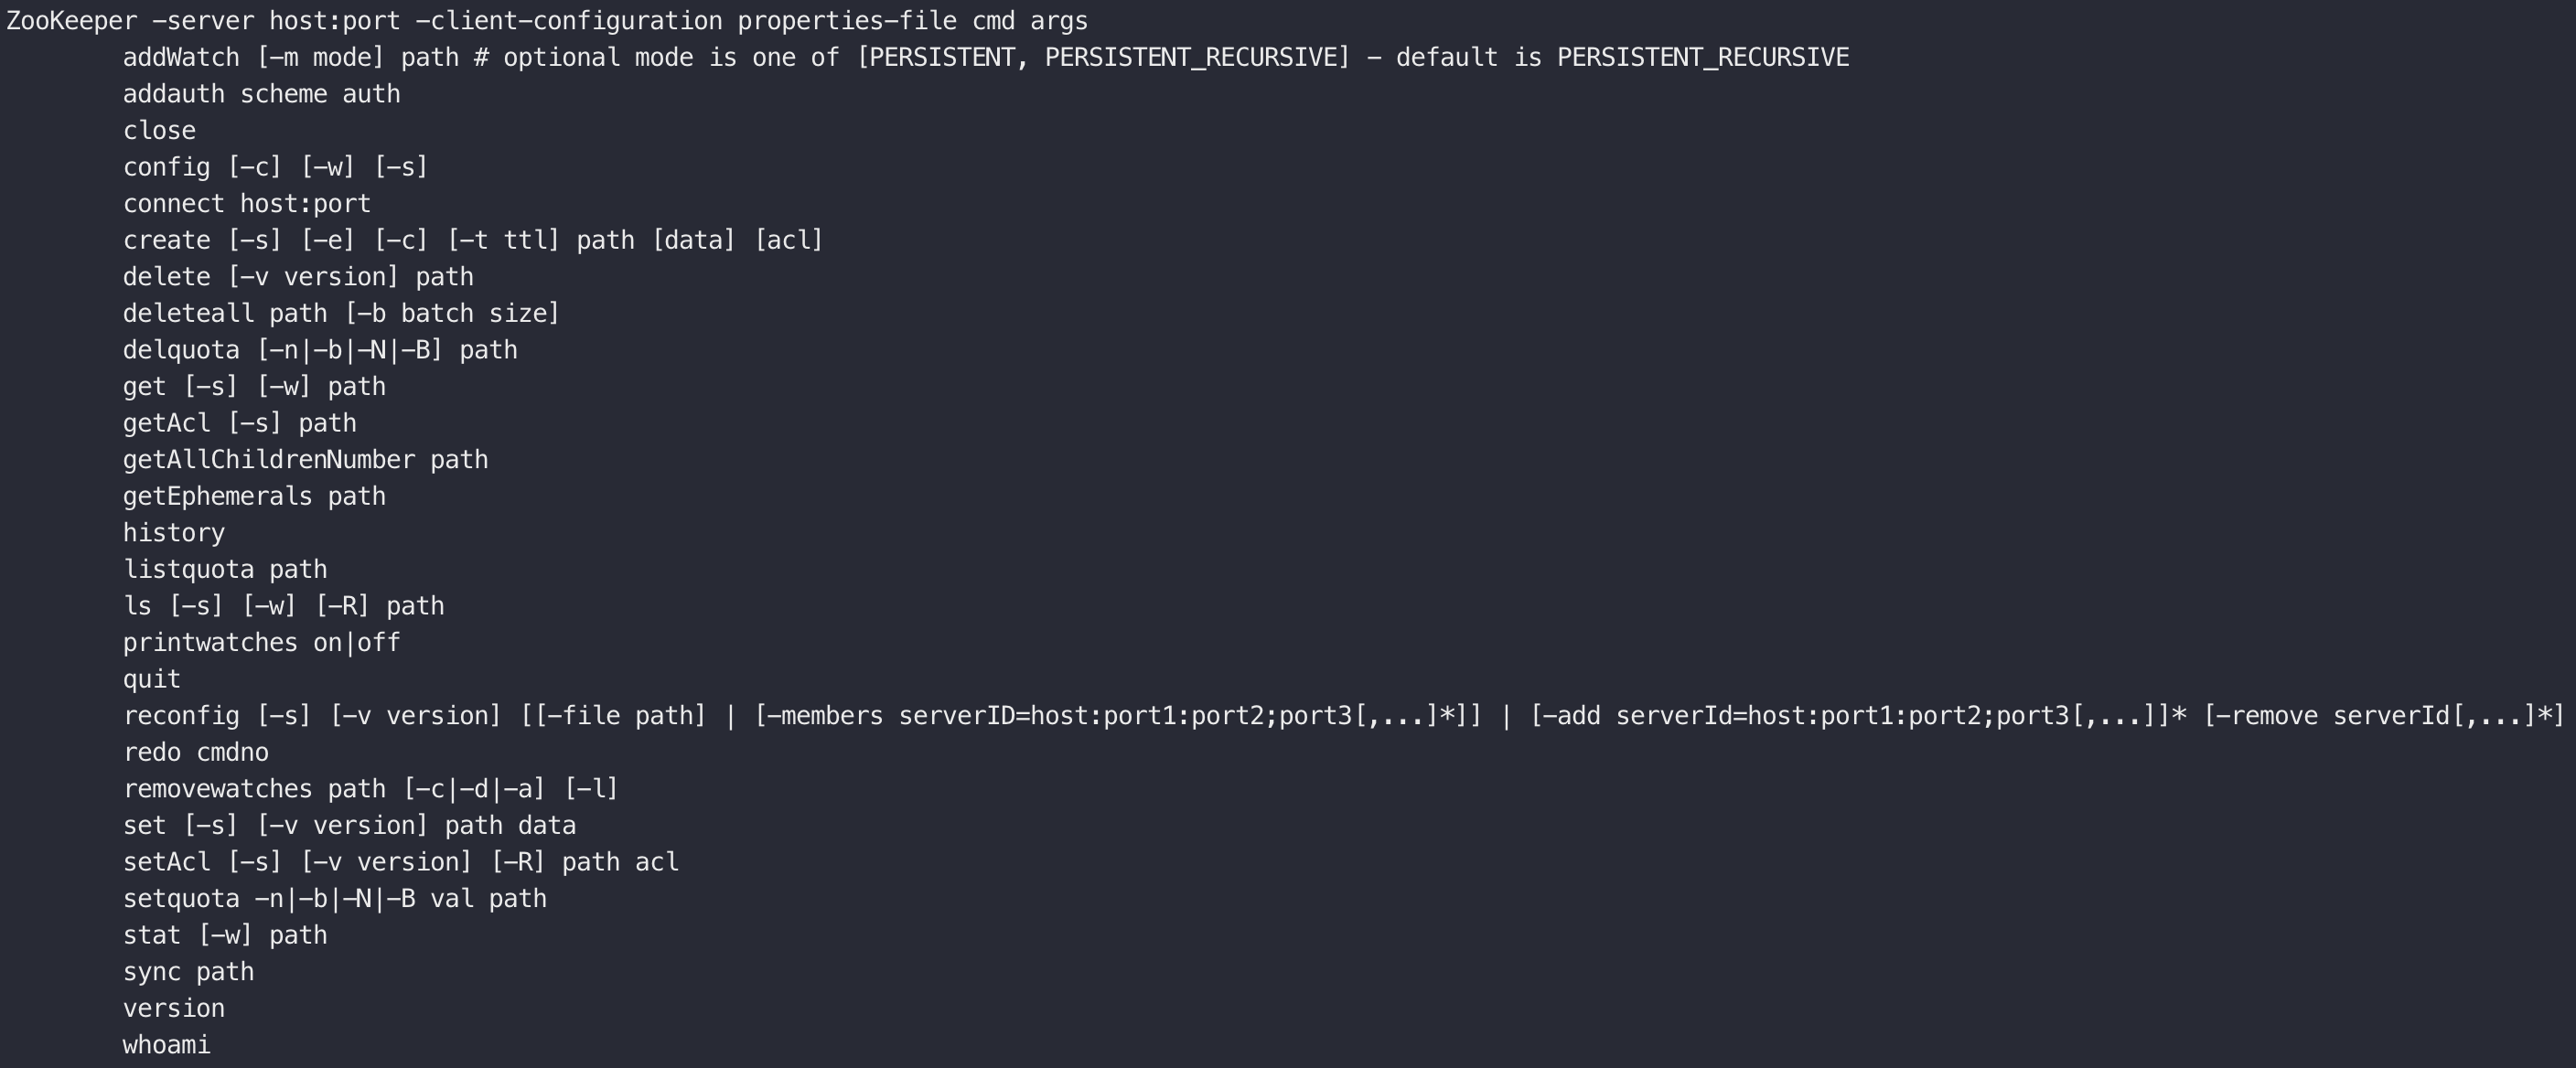 ZooKeeper -server host:port -client-configuration properties-file cmd args
addWatch [-m mode] path # optional mode is one of [PERSISTENT, PERSISTENT_RECURSIVE] - default is PERSISTENT_RECURSIVE
addauth scheme auth
close
config [-c] [-w] [-s]
connect host:port
create [-s] [-e] [-c] [-t ttl] path [data] [acl]
delete [-v version] path
deleteall path [-b batch size]
delquota [-n|-b|-N|-B] path
get [-s] [-w] path
getAcl [-s] path
getAllChildrenNumber path
getEphemerals path
history
listquota path
ls [-s] [-w] [-R] path
printwatches on|off
quit
reconfig [-s] [-v version] [[-file path] | [-members serverID=host:port1:port2;port3[,...]*]] | [-add serverId=host:port1:port2;port3[,...]]* [-remove serverId[,...]*]
redo cmdno
removewatches path [-c|-d|-a] [-l]
set [-s] [-v version] path data
setAcl [-s] [-v version] [-R] path acl
setquota -n|-b|-N|-B val path
stat [-w] path
sync path
version
whoami